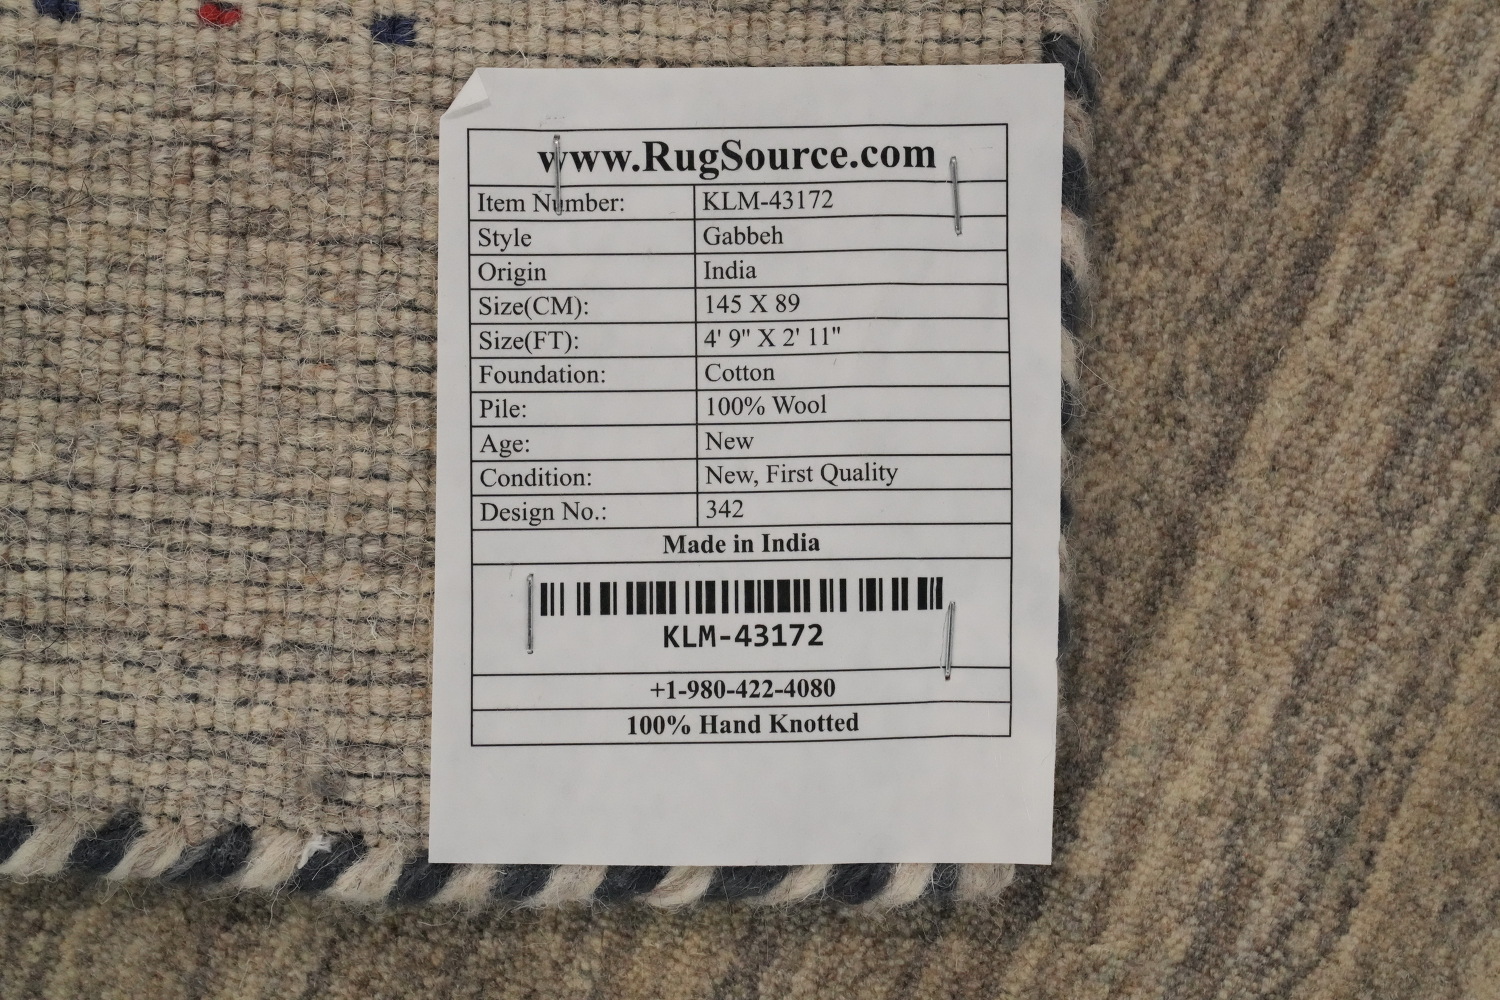 www.RugSource.com
Item Number: KLM-43172
Style Gabbeh
Origin India
Size(CM): 145 X 89
Size(FT): 4' 9" X 2' 11"
Foundation: Cotton
Pile: 100% Wool
Age: New
Condition: New, First Quality
Design No.: 342
Made in India
KLM-43172
+1-980-422-4080
100% Hand Knotted